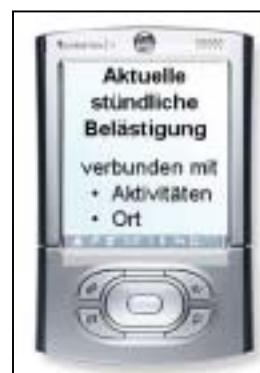 Aktuelle
stündliche
Belästigung
verbunden mit
• Aktivitäten
• Ort